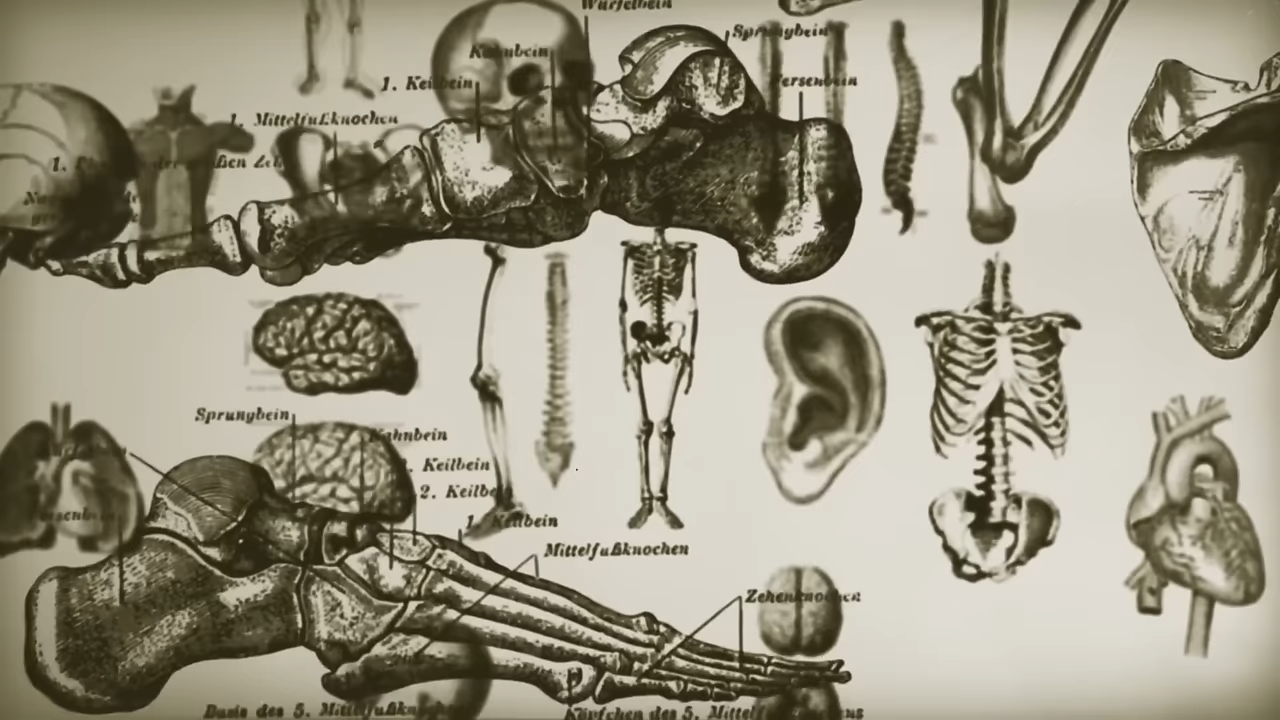 Würfelbein
Sprungbein
Kahnbein
1. Keilbein
Fersenbein
1. Mittelfußknochen
Sprungbein
Kahnbein
Keilbein
2. Keilbein
1. Keilbein
Mittelfußknochen
Zehenknochen
Basis des 5. Mittelfußknochens
Köpfchen des 5. Mittelfußknochens